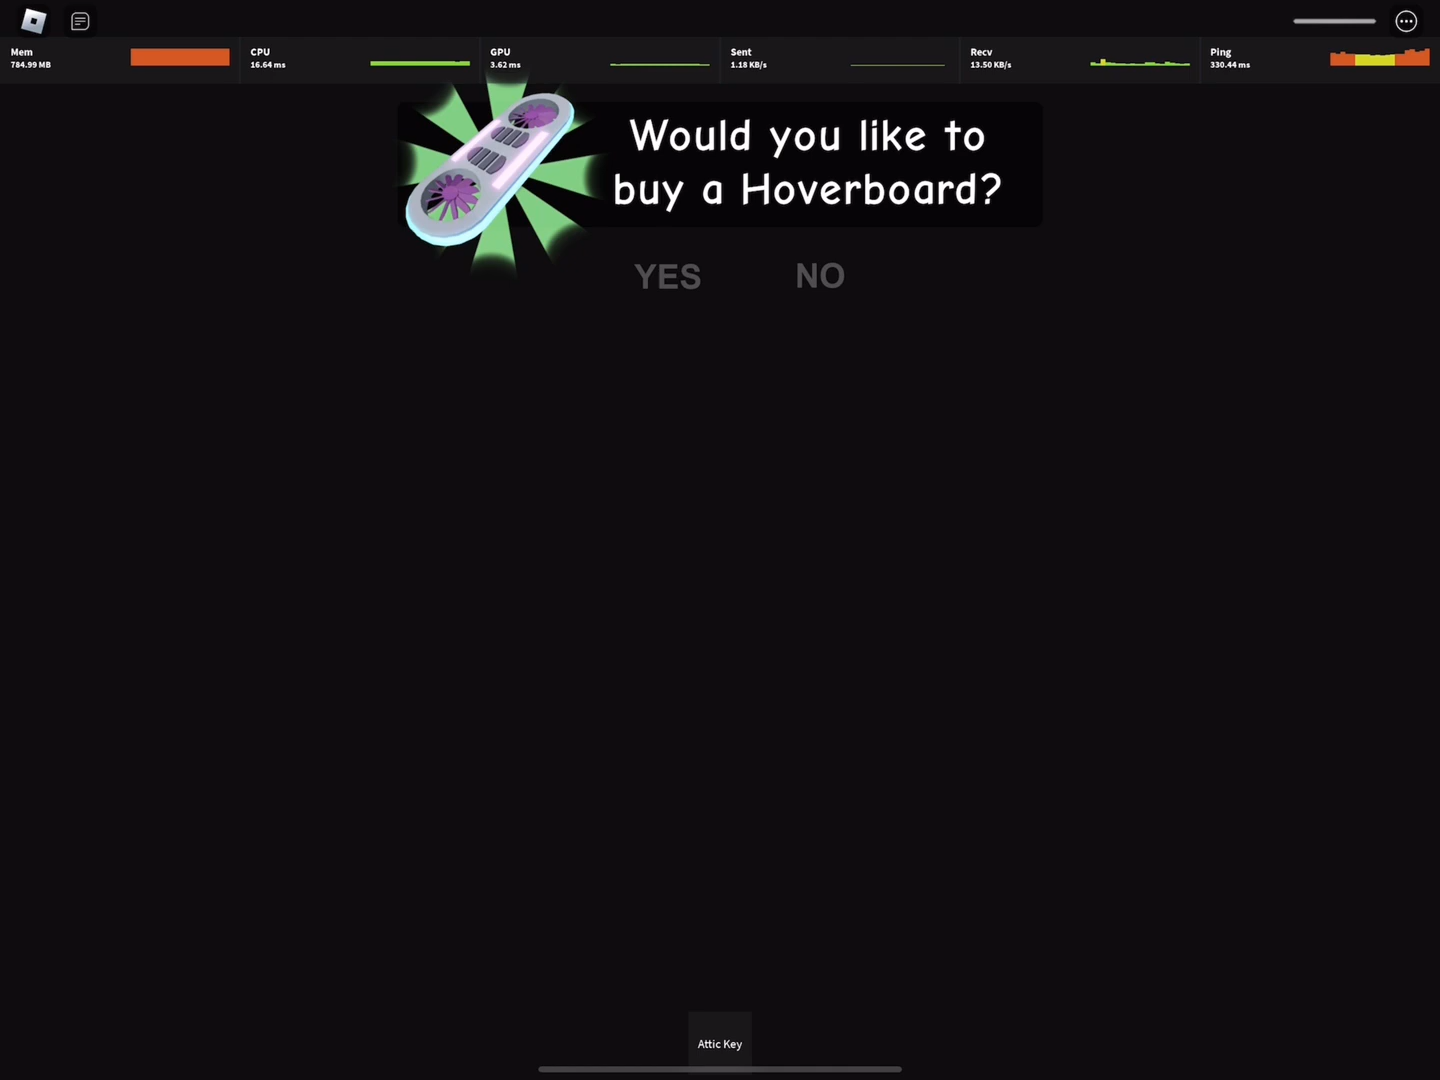 Mem
784.99 MB
CPU
16.64 ms
GPU
3.62 ms
Sent
1.18 KB/s
Recv
13.50 KB/s
Ping
330.44 ms
Would you like to
buy a Hoverboard?
YES NO
Attic Key